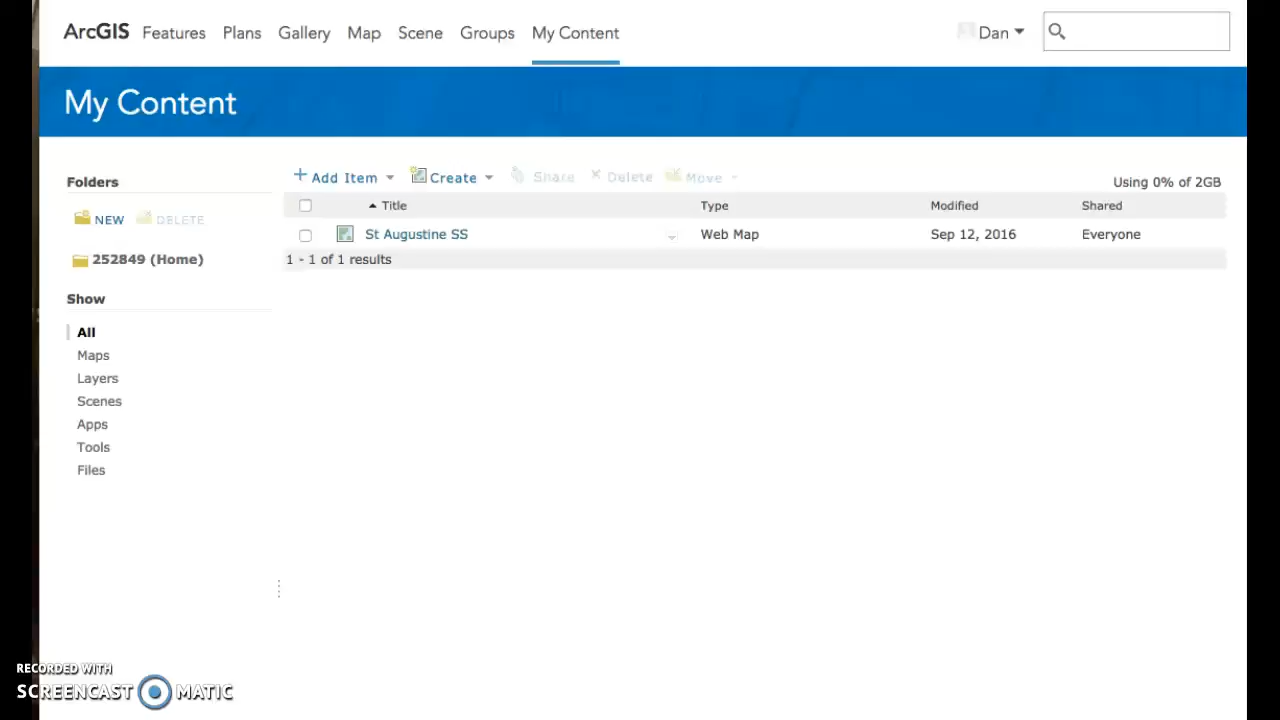 ArcGIS Features Plans Gallery Map Scene Groups My Content Dan
My Content
Folders
NEW DELETE
252849 (Home)
Show
All
Maps
Layers
Scenes
Apps
Tools
Files
Add Item Create Share Delete Move
Using 0% of 2GB
Title Type Modified Shared
St Augustine SS Web Map Sep 12, 2016 Everyone
1 - 1 of 1 results
RECORDED WITH
SCREENCAST MATIC